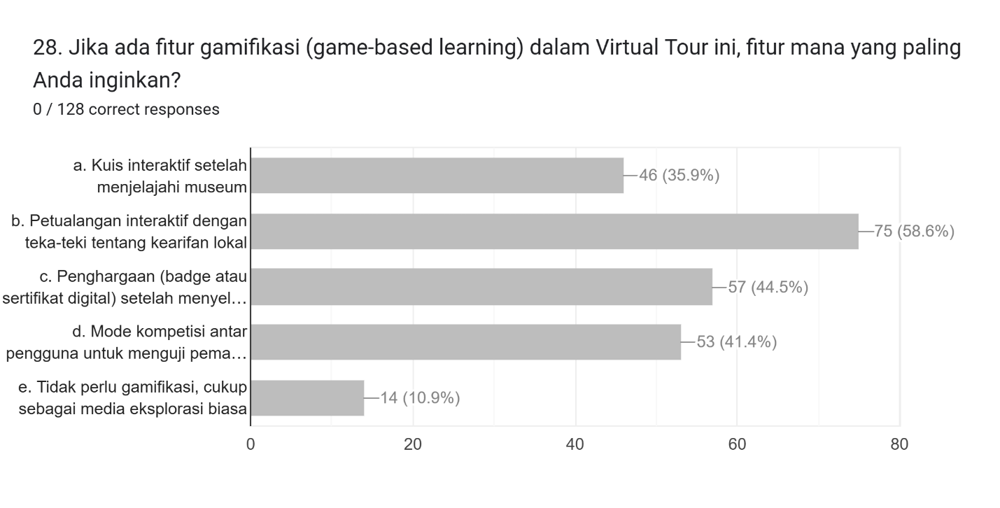 28. Jika ada fitur gamifikasi (game-based learning) dalam Virtual Tour ini, fitur mana yang paling
Anda inginkan?
0 / 128 correct responses
a. Kuis interaktif setelah
menjelajahi museum
46 (35.9%)
b. Petualangan interaktif dengan
teka-teki tentang kearifan lokal
75 (58.6%)
c. Penghargaan (badge atau
sertifikat digital) setelah menyel…
57 (44.5%)
d. Mode kompetisi antar
pengguna untuk menguji pema…
53 (41.4%)
e. Tidak perlu gamifikasi, cukup
sebagai media eksplorasi biasa
14 (10.9%)
0 20 40 60 80